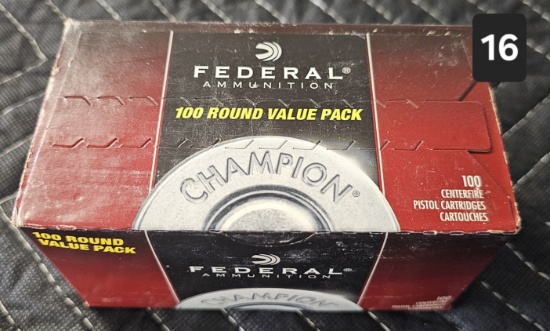 16
FEDERAL®
AMMUNITION
100 ROUND VALUE PACK
CHAMPION®
100
CENTERFIRE
PISTOL CARTRIDGES
CARTOUCHES
100 ROUND
VALUE PACK
FEDERAL®
AMMUNITION
CHAMPION
100